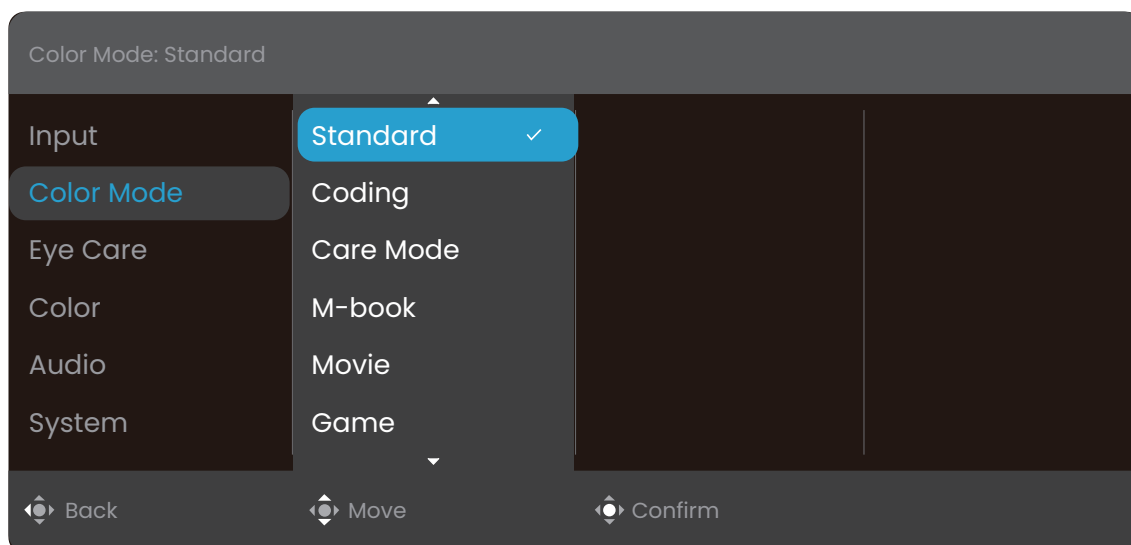 Color Mode: Standard
Input
Color Mode
Eye Care
Color
Audio
System
Standard
Coding
Care Mode
M-book
Movie
Game
Back
Move
Confirm